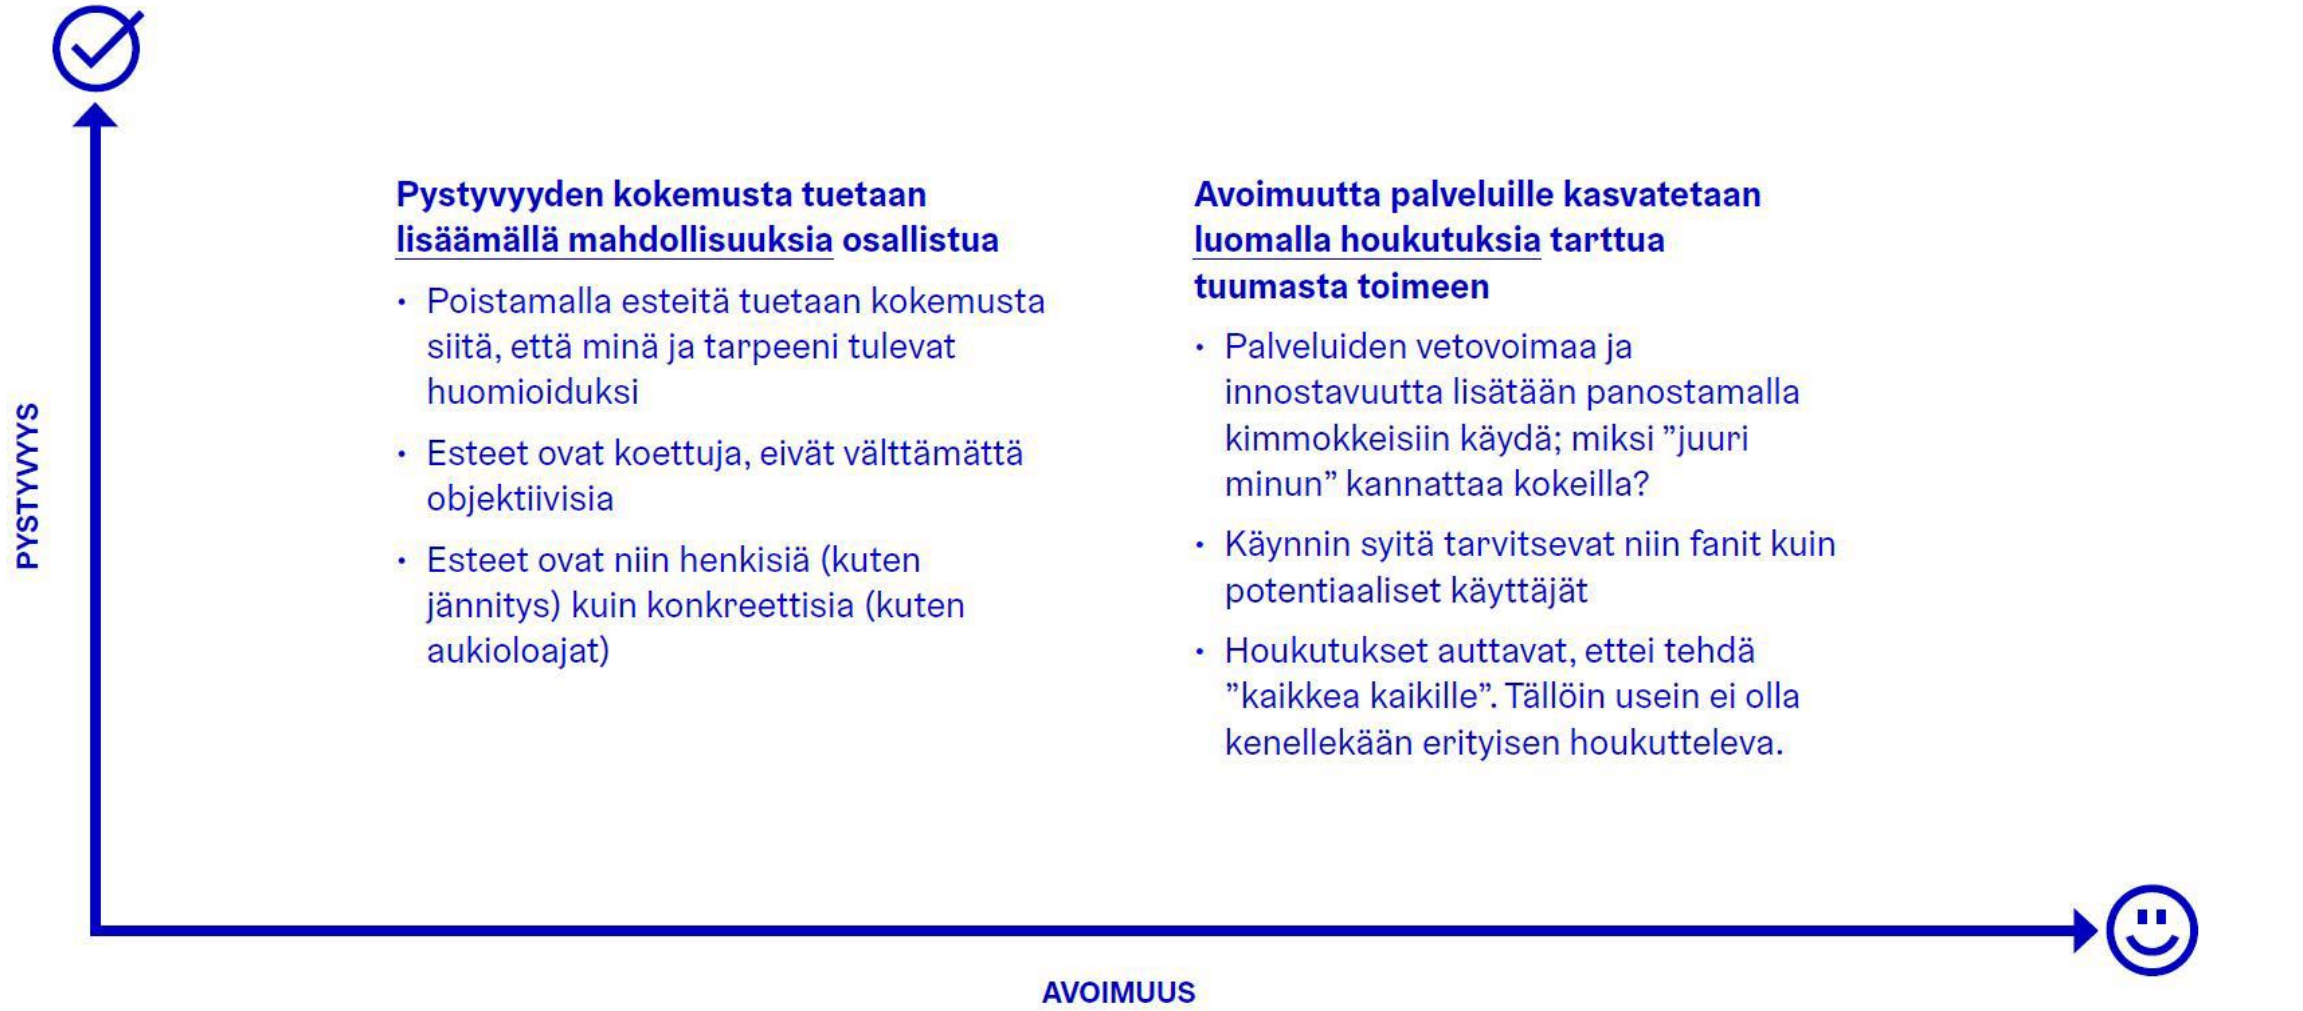 PYSTYVYYS
Pystyvyyden kokemusta tuetaan
lisäämällä mahdollisuuksia osallistua
• Poistamalla esteitä tuetaan kokemusta
siitä, että minä ja tarpeeni tulevat
huomioiduksi
• Esteet ovat koettuja, eivät välttämättä
objektiivisia
• Esteet ovat niin henkisiä (kuten
jännitys) kuin konkreettisia (kuten
aukioloajat)
Avoimuutta palveluille kasvatetaan
luomalla houkutuksia tarttua
tuumasta toimeen
• Palveluiden vetovoimaa ja
innostavuutta lisätään panostamalla
kimmokkeisiin käydä; miksi ”juuri
minun” kannattaa kokeilla?
• Käynnin syitä tarvitsevat niin fanit kuin
potentiaaliset käyttäjät
• Houkutukset auttavat, ettei tehdä
”kaikkea kaikille”. Tällöin usein ei olla
kenellekään erityisen houkutteleva.
AVOIMUUS